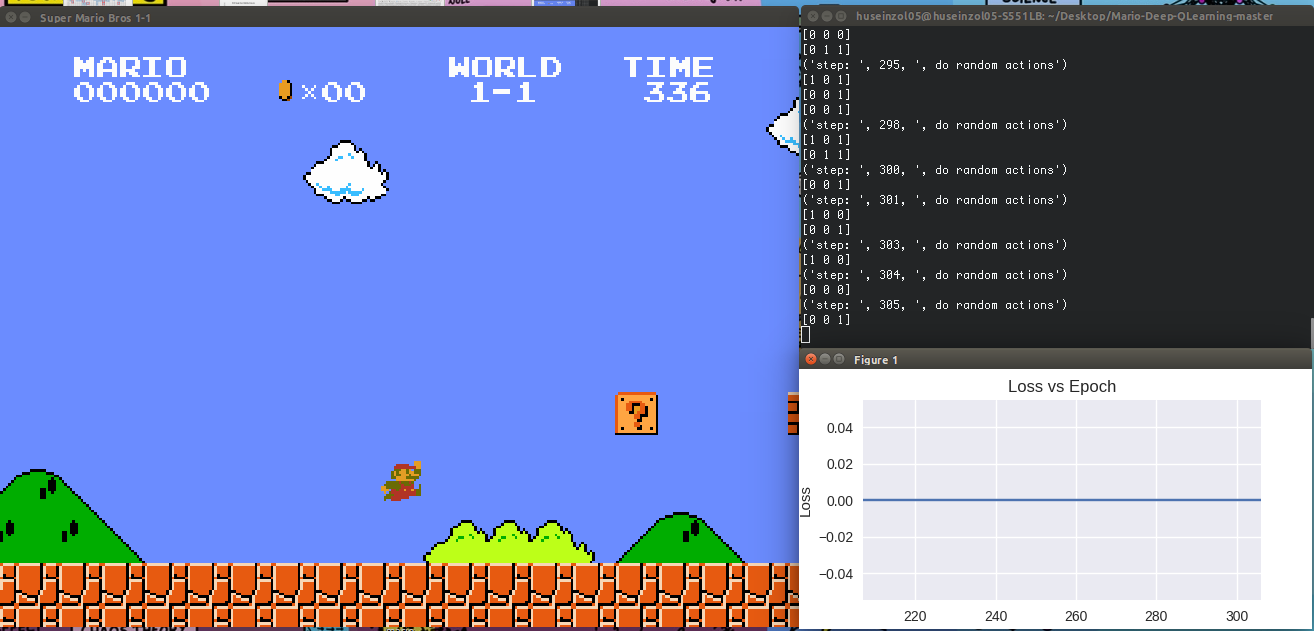 Super Mario Bros 1-1
MARIO
000000
×00
WORLD
1-1
TIME
336
?
huseinzol05@huseinzol05-S551LB: ~/Desktop/Mario-Deep-QLearning-master
[0 0 0]
[0 1 1]
('step: ', 295, ', do random actions')
[1 0 1]
[0 0 1]
[0 0 1]
('step: ', 298, ', do random actions')
[1 0 1]
[0 1 1]
('step: ', 300, ', do random actions')
[0 0 1]
('step: ', 301, ', do random actions')
[1 0 0]
[0 0 1]
('step: ', 303, ', do random actions')
[1 0 0]
('step: ', 304, ', do random actions')
[0 0 0]
('step: ', 305, ', do random actions')
[0 0 1]
Figure 1
Loss vs Epoch
Loss
0.04
0.02
0.00
−0.02
−0.04
220 240 260 280 300